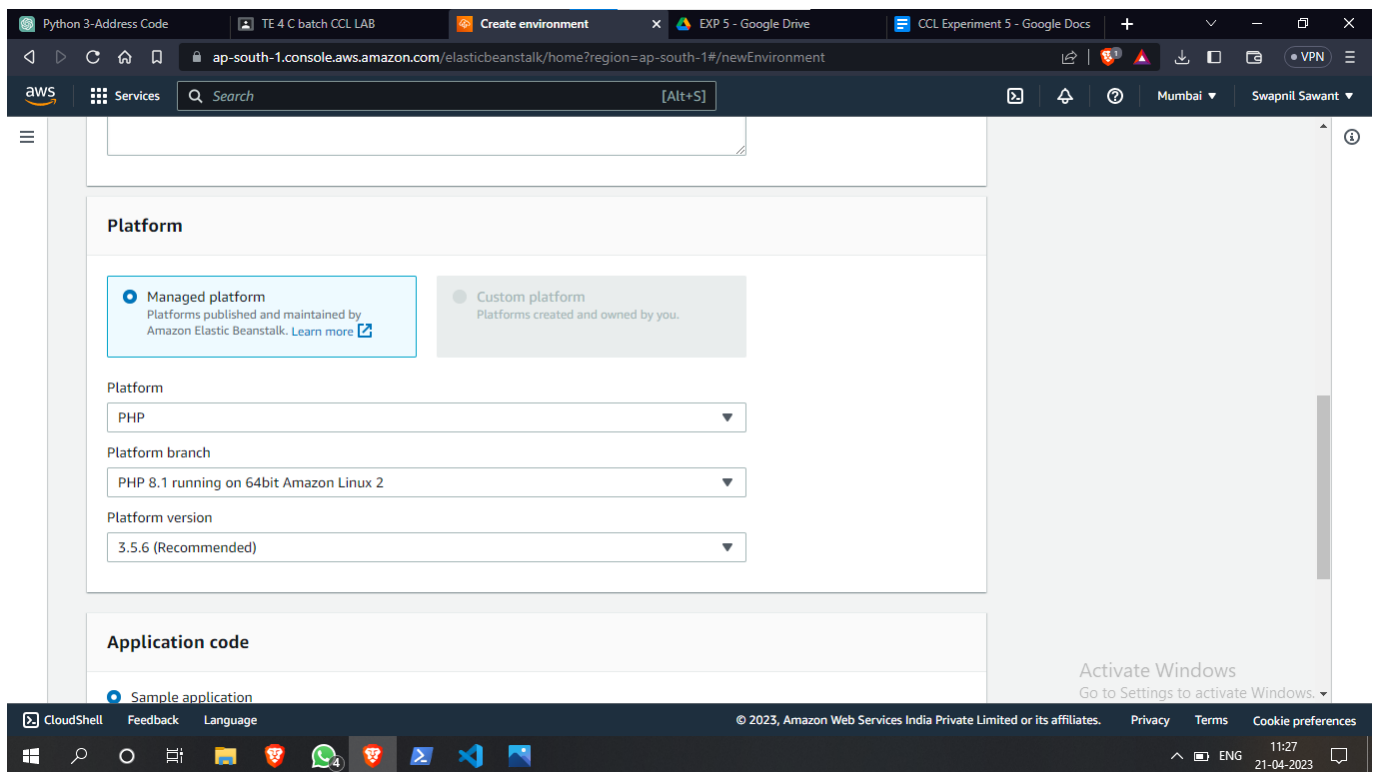 Python 3-Address Code
TE 4 C batch CCL LAB
Create environment
EXP 5 - Google Drive
CCL Experiment 5 - Google Docs
ap-south-1.console.aws.amazon.com/elasticbeanstalk/home?region=ap-south-1#/newEnvironment
1
VPN
aws
Services
Search
[Alt+S]
Mumbai
Swapnil Sawant
Platform
Managed platform
Platforms published and maintained by
Amazon Elastic Beanstalk. Learn more
Custom platform
Platforms created and owned by you.
Platform
PHP
Platform branch
PHP 8.1 running on 64bit Amazon Linux 2
Platform version
3.5.6 (Recommended)
Application code
Sample application
Activate Windows
Go to Settings to activate Windows.
CloudShell
Feedback
Language
© 2023, Amazon Web Services India Private Limited or its affiliates.
Privacy
Terms
Cookie preferences
4
ENG
11:27
21-04-2023